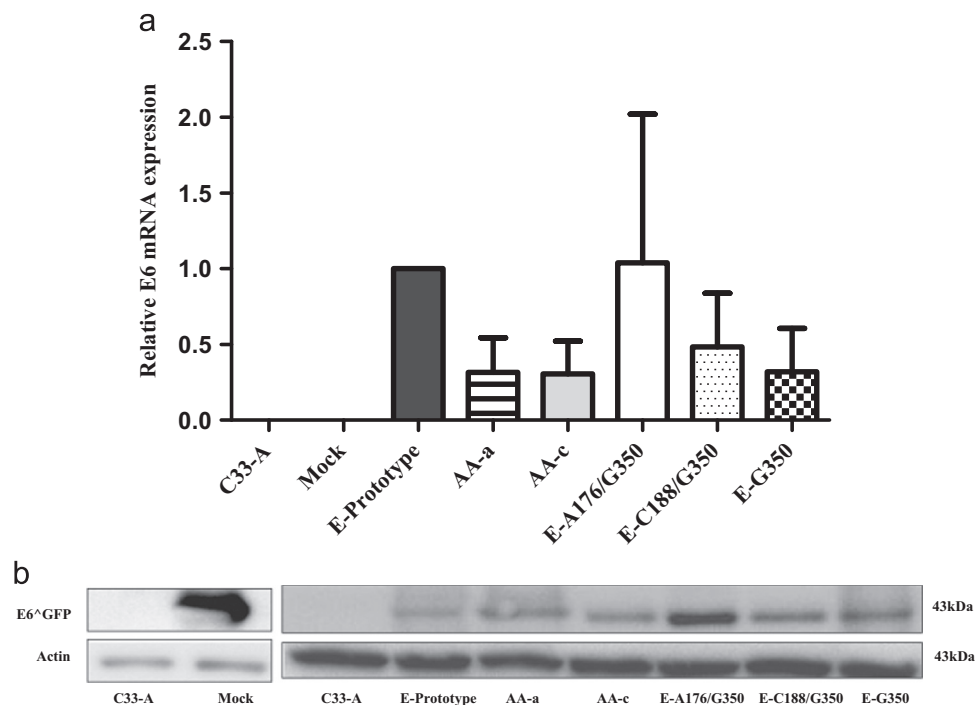 a
Relative E6 mRNA expression
2.5
2.0
1.5
1.0
0.5
0.0
C33-A
Mock
E-Prototype
AA-a
AA-c
E-A176/G350
E-C188/G350
E-G350
b
E6^GFP
43kDa
Actin
43kDa
C33-A Mock C33-A E-Prototype AA-a AA-c E-A176/G350 E-C188/G350 E-G350